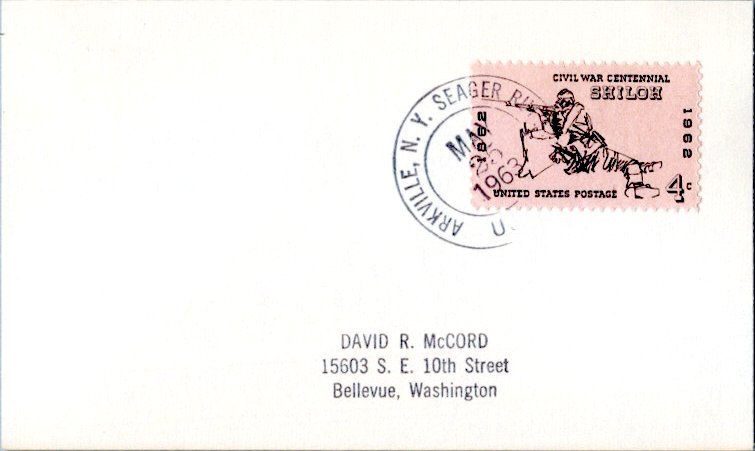 CIVIL WAR CENTENNIAL
SHILOH
1862
1962
UNITED STATES POSTAGE
4c
ARKVILLE, N. Y. SEAGER
MAY
1963
U
DAVID R. McCORD
15603 S. E. 10th Street
Bellevue, Washington